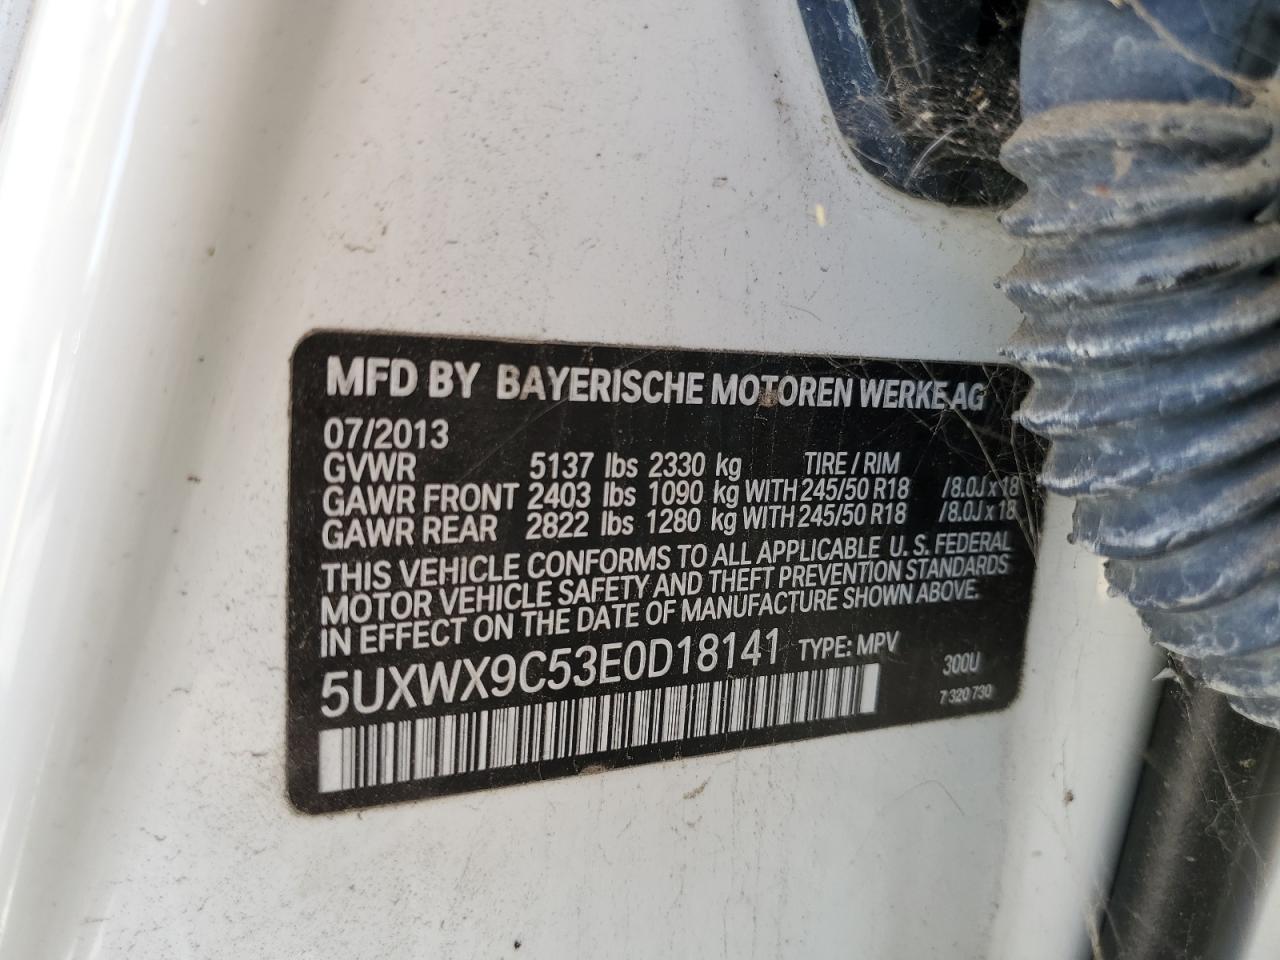 MFD BY BAYERISCHE MOTOREN WERKE AG
07/2013
GVWR 5137 lbs 2330 kg TIRE / RIM
GAWR FRONT 2403 lbs 1090 kg WITH 245/50 R18 /8.0J x 18
GAWR REAR 2822 lbs 1280 kg WITH 245/50 R18 /8.0J x 18
THIS VEHICLE CONFORMS TO ALL APPLICABLE U.S. FEDERAL
MOTOR VEHICLE SAFETY AND THEFT PREVENTION STANDARDS
IN EFFECT ON THE DATE OF MANUFACTURE SHOWN ABOVE.
5UXWX9C53E0D18141 TYPE: MPV 300U
7 320 730